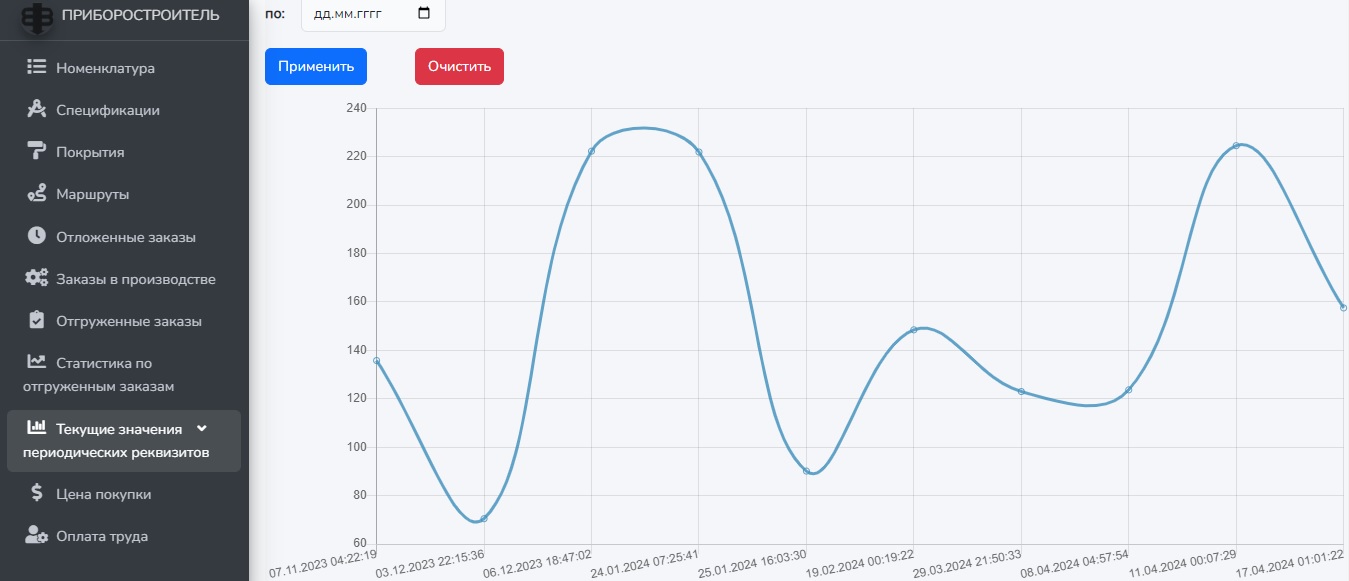 ПРИБОРОСТРОИТЕЛЬ
Номенклатура
Спецификации
Покрытия
Маршруты
Отложенные заказы
Заказы в производстве
Отгруженные заказы
Статистика по
отгруженным заказам
Текущие значения
периодических реквизитов
Цена покупки
Оплата труда
по: дд.мм.гггг
Применить Очистить
240
220
200
180
160
140
120
100
80
60
07.11.2023 04:22:19
03.12.2023 22:15:36
06.12.2023 18:47:02
24.01.2024 07:25:41
25.01.2024 16:03:30
19.02.2024 00:19:22
29.03.2024 21:50:33
08.04.2024 04:57:54
11.04.2024 00:07:29
17.04.2024 01:01:22